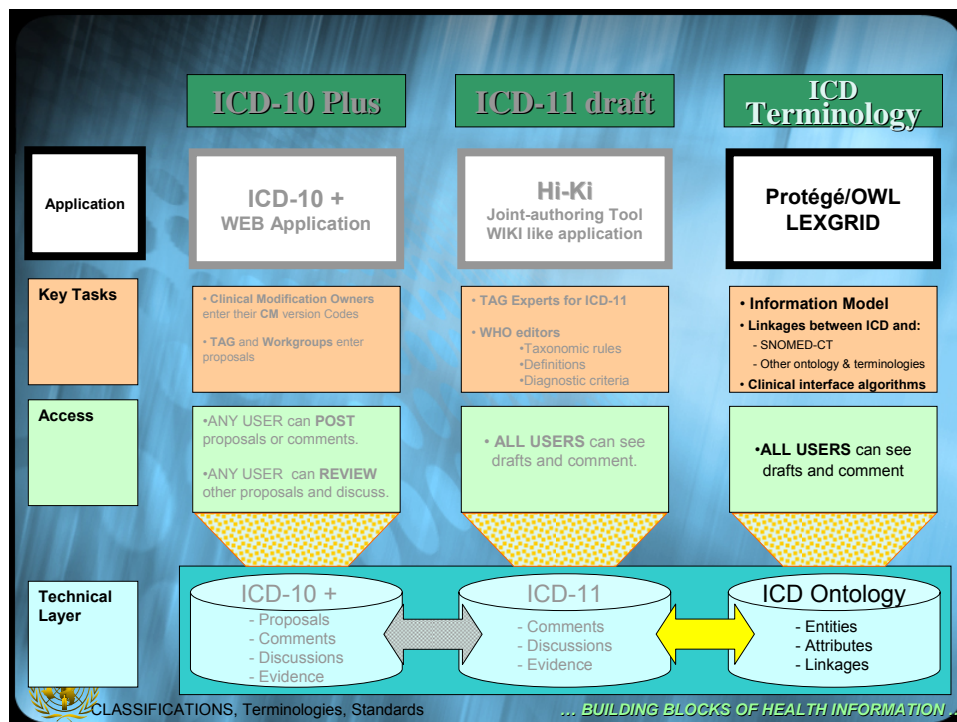 ICD-10 Plus
ICD-11 draft
ICD
Terminology
Application
ICD-10 +
WEB Application
Hi-Ki
Joint-authoring Tool
WIKI like application
Protégé/OWL
LEXGRID
Key Tasks
• Clinical Modification Owners
enter their CM version Codes
• TAG and Workgroups enter
proposals
• TAG Experts for ICD-11
• WHO editors
•Taxonomic rules
•Definitions
•Diagnostic criteria
• Information Model
• Linkages between ICD and:
- SNOMED-CT
- Other ontology & terminologies
• Clinical interface algorithms
Access
•ANY USER can POST
proposals or comments.
•ANY USER can REVIEW
other proposals and discuss.
• ALL USERS can see
drafts and comment.
•ALL USERS can see
drafts and comment
Technical
Layer
ICD-10 +
- Proposals
- Comments
- Discussions
- Evidence
ICD-11
- Comments
- Discussions
- Evidence
ICD Ontology
- Entities
- Attributes
- Linkages
CLASSIFICATIONS, Terminologies, Standards
... BUILDING BLOCKS OF HEALTH INFORMATION ..